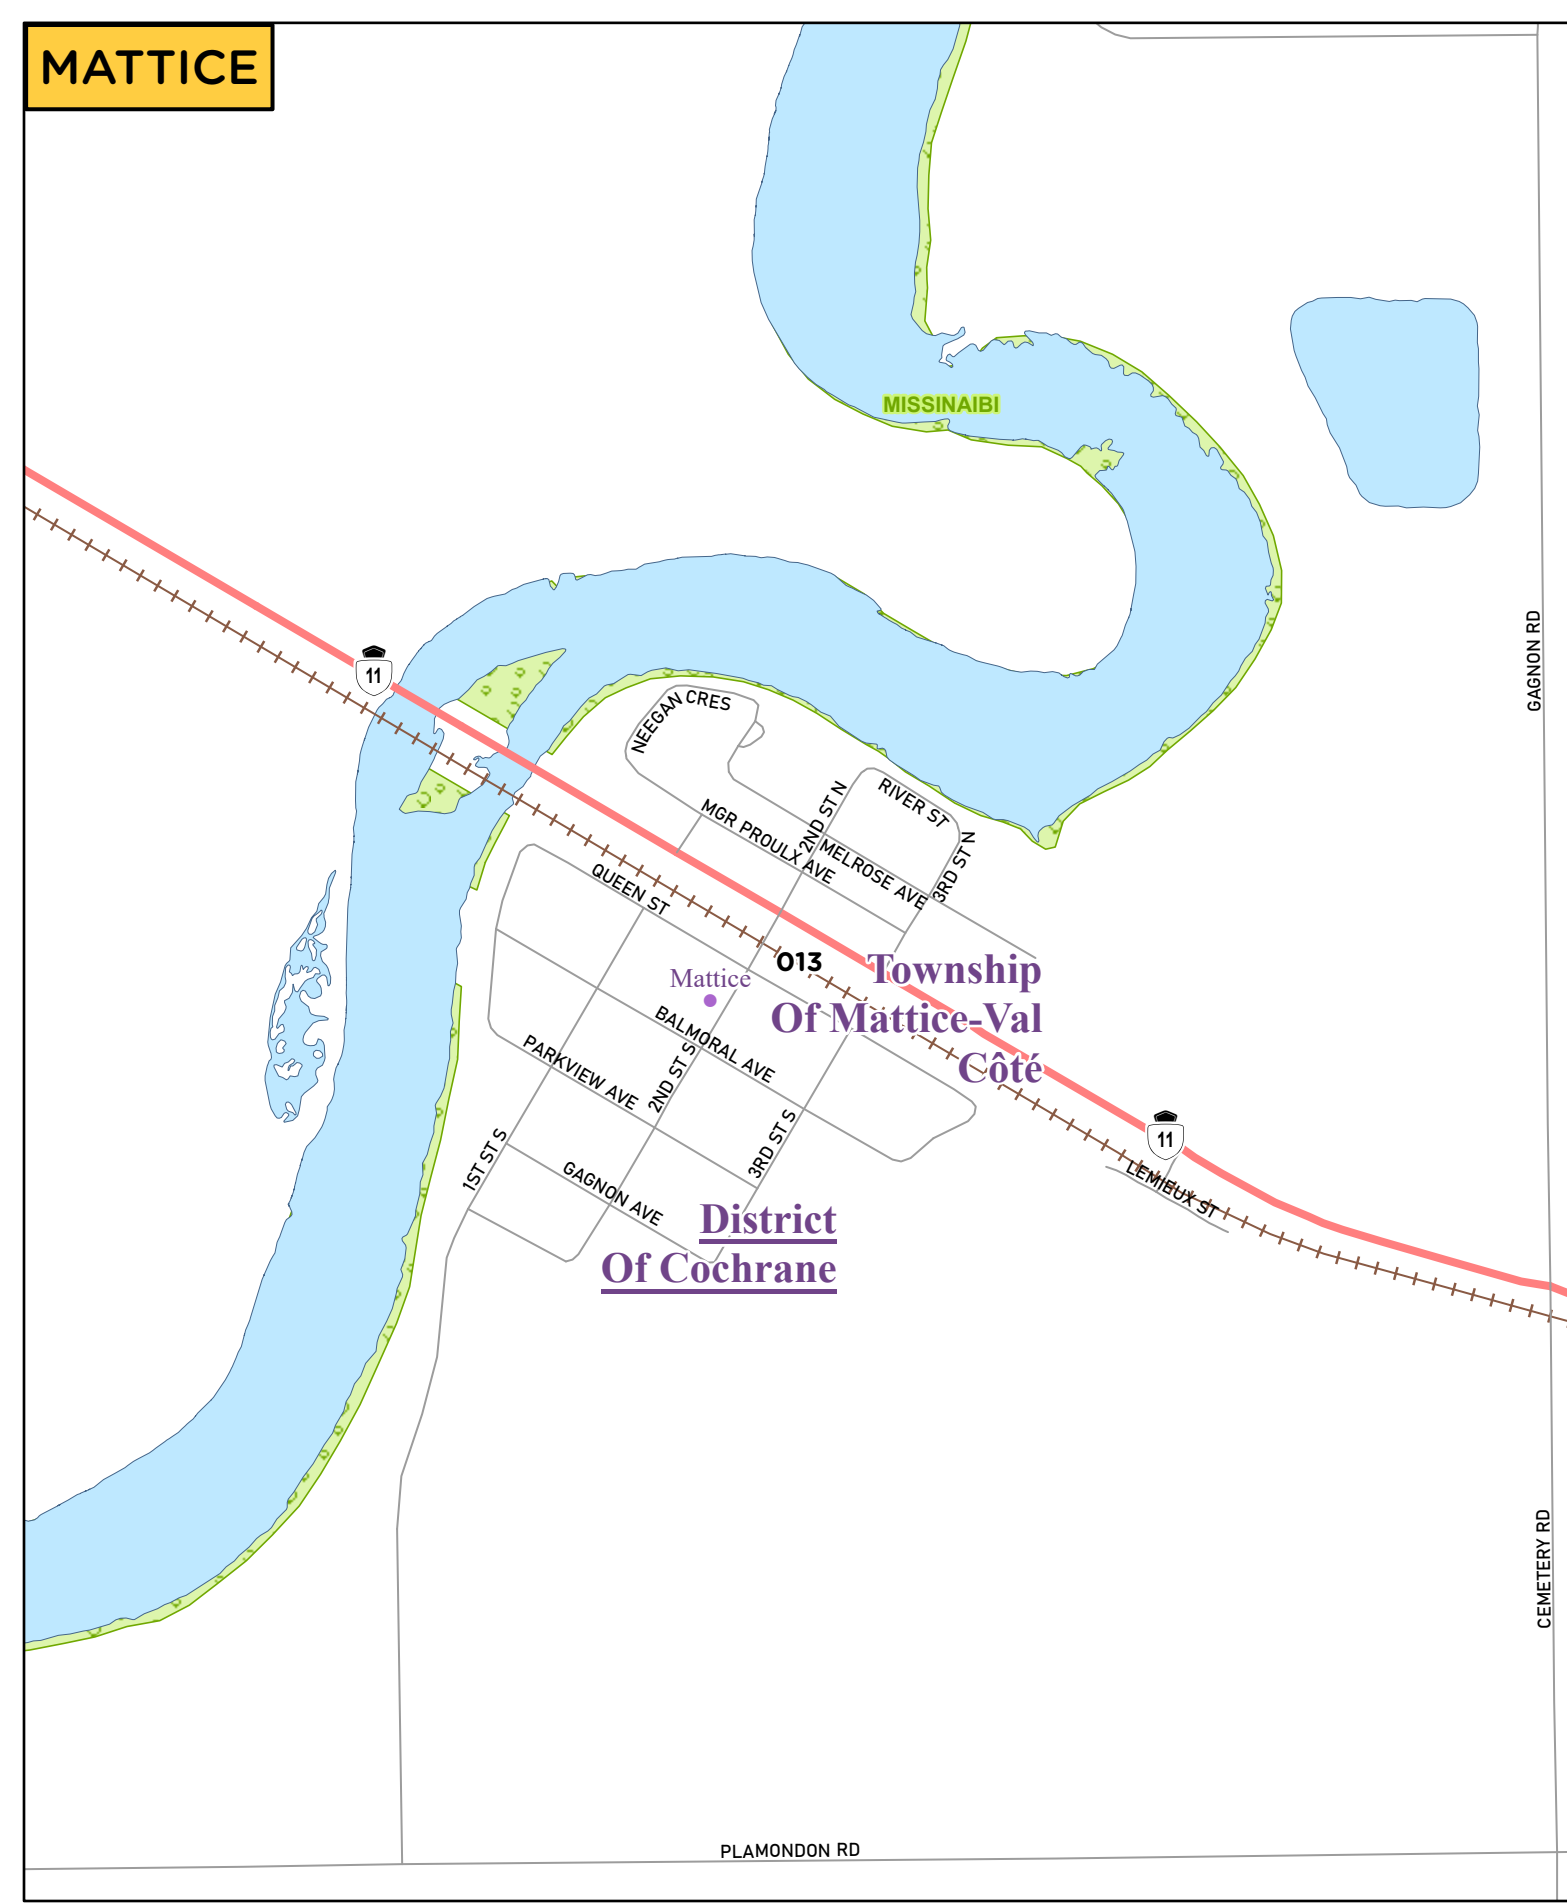 MATTICE
MISSINAIBI
GAGNON RD
11
NEEGAN CRES
2ND ST N
RIVER ST
MGR PROULX AVE
MELROSE AVE
3RD ST N
QUEEN ST
013
Mattice
Township
Of Mattice-Val
Côté
BALMORAL AVE
PARKVIEW AVE
2ND ST S
3RD ST S
1ST ST S
GAGNON AVE
11
LEMIEUX ST
District
Of Cochrane
CEMETERY RD
PLAMONDON RD